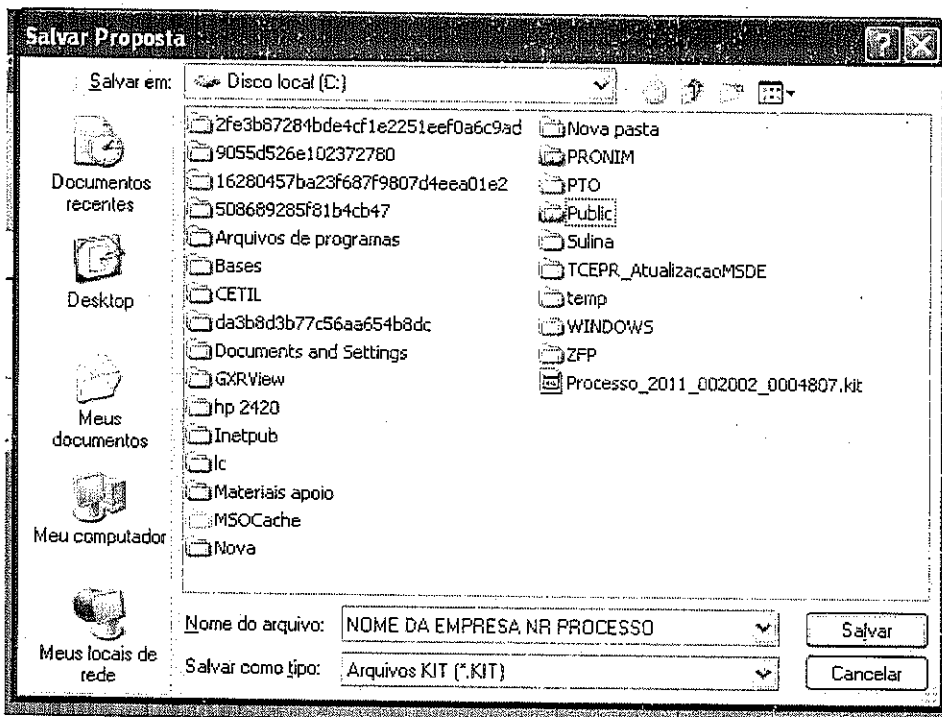 Salvar Proposta
Salvar em:
Disco local (C:)
Documentos recentes
Desktop
Meus documentos
Meu computador
Meus locais de rede
2fe3b87284bde4cf1e2251eef0a6c9ad
9055d526e102372780
16280457ba23f687f9807d4eea01e2
508689285f81b4cb47
Arquivos de programas
Bases
CETIL
da3b8d3b77c56aa654b8dc
Documents and Settings
GXRView
hp 2420
Inetpub
lc
Materiais apoio
MSOCache
Nova
Nova pasta
PRONIM
PTO
Public
Sulina
TCEPR_AtualizacaoMSDE
temp
WINDOWS
ZFP
Processo_2011_002002_0004807.kit
Nome do arquivo:
NOME DA EMPRESA NR PROCESSO
Salvar
Salvar como tipo:
Arquivos KIT (*.KIT)
Cancelar